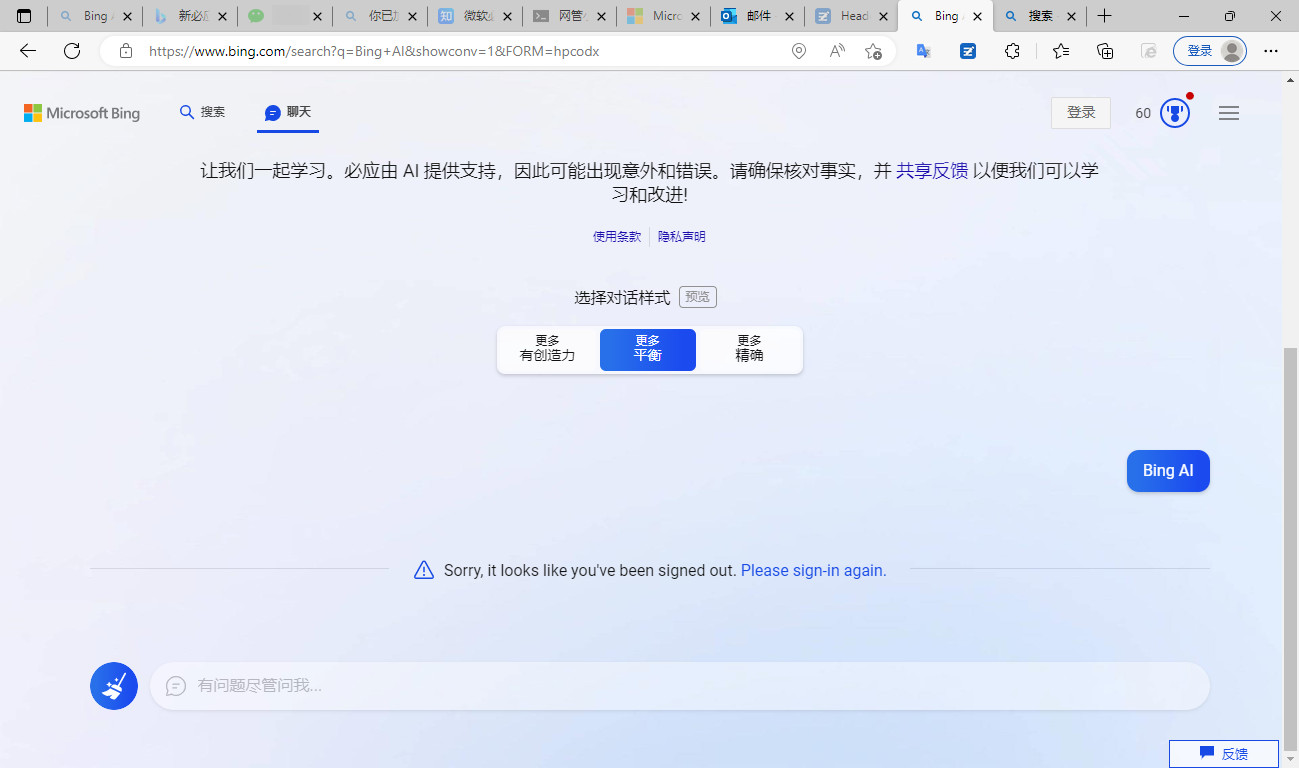 Bing
新必
你已
微软
网管
Micro
邮件
Head
Bing
搜索
https://www.bing.com/search?q=Bing+AI&showconv=1&FORM=hpcodx
登录
Microsoft Bing
搜索
聊天
登录
60
让我们一起学习。必应由 AI 提供支持，因此可能出现意外和错误。请确保核对事实，并 共享反馈 以便我们可以学
习和改进!
使用条款
隐私声明
选择对话样式
预览
更多
有创造力
更多
平衡
更多
精确
Bing AI
Sorry, it looks like you've been signed out. Please sign-in again.
有问题尽管问我...
反馈